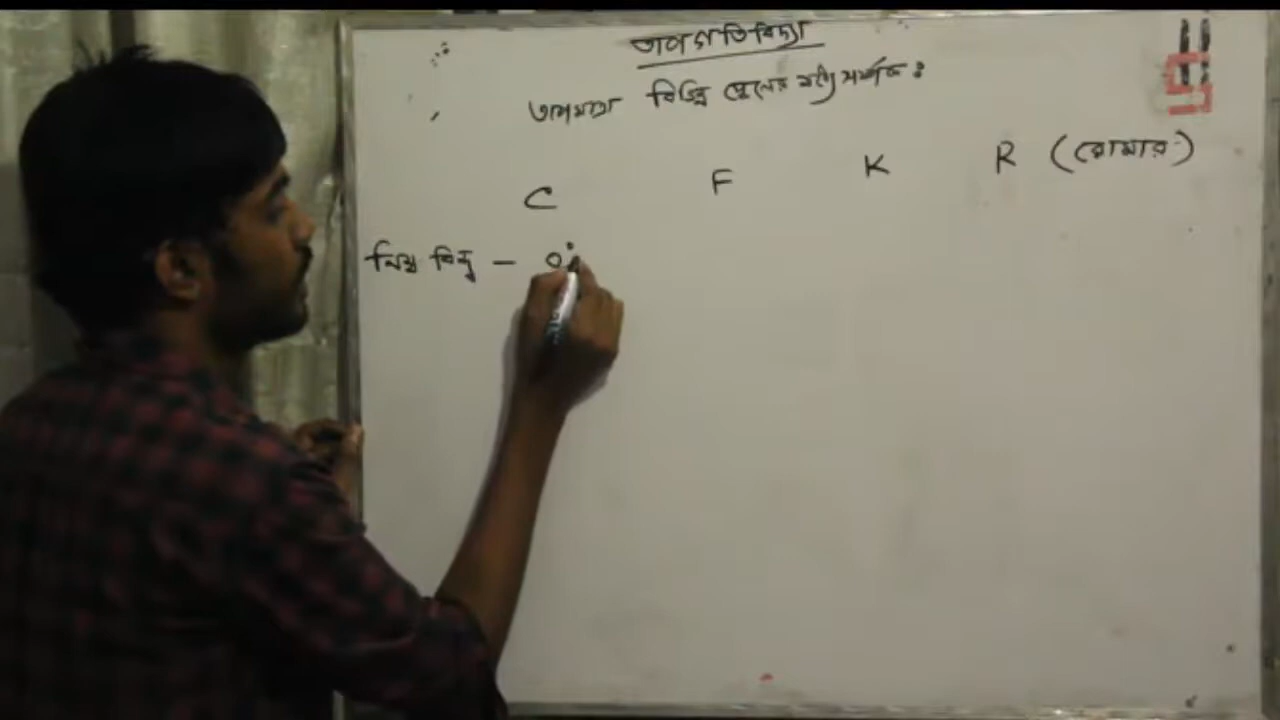 তাপগতিবিদ্যা
তাপমাত্রা বিভিন্ন স্কেলের মধ্যে সম্পর্ক :
C F K R (রোমার)
নিম্ন বিন্দু — 0°